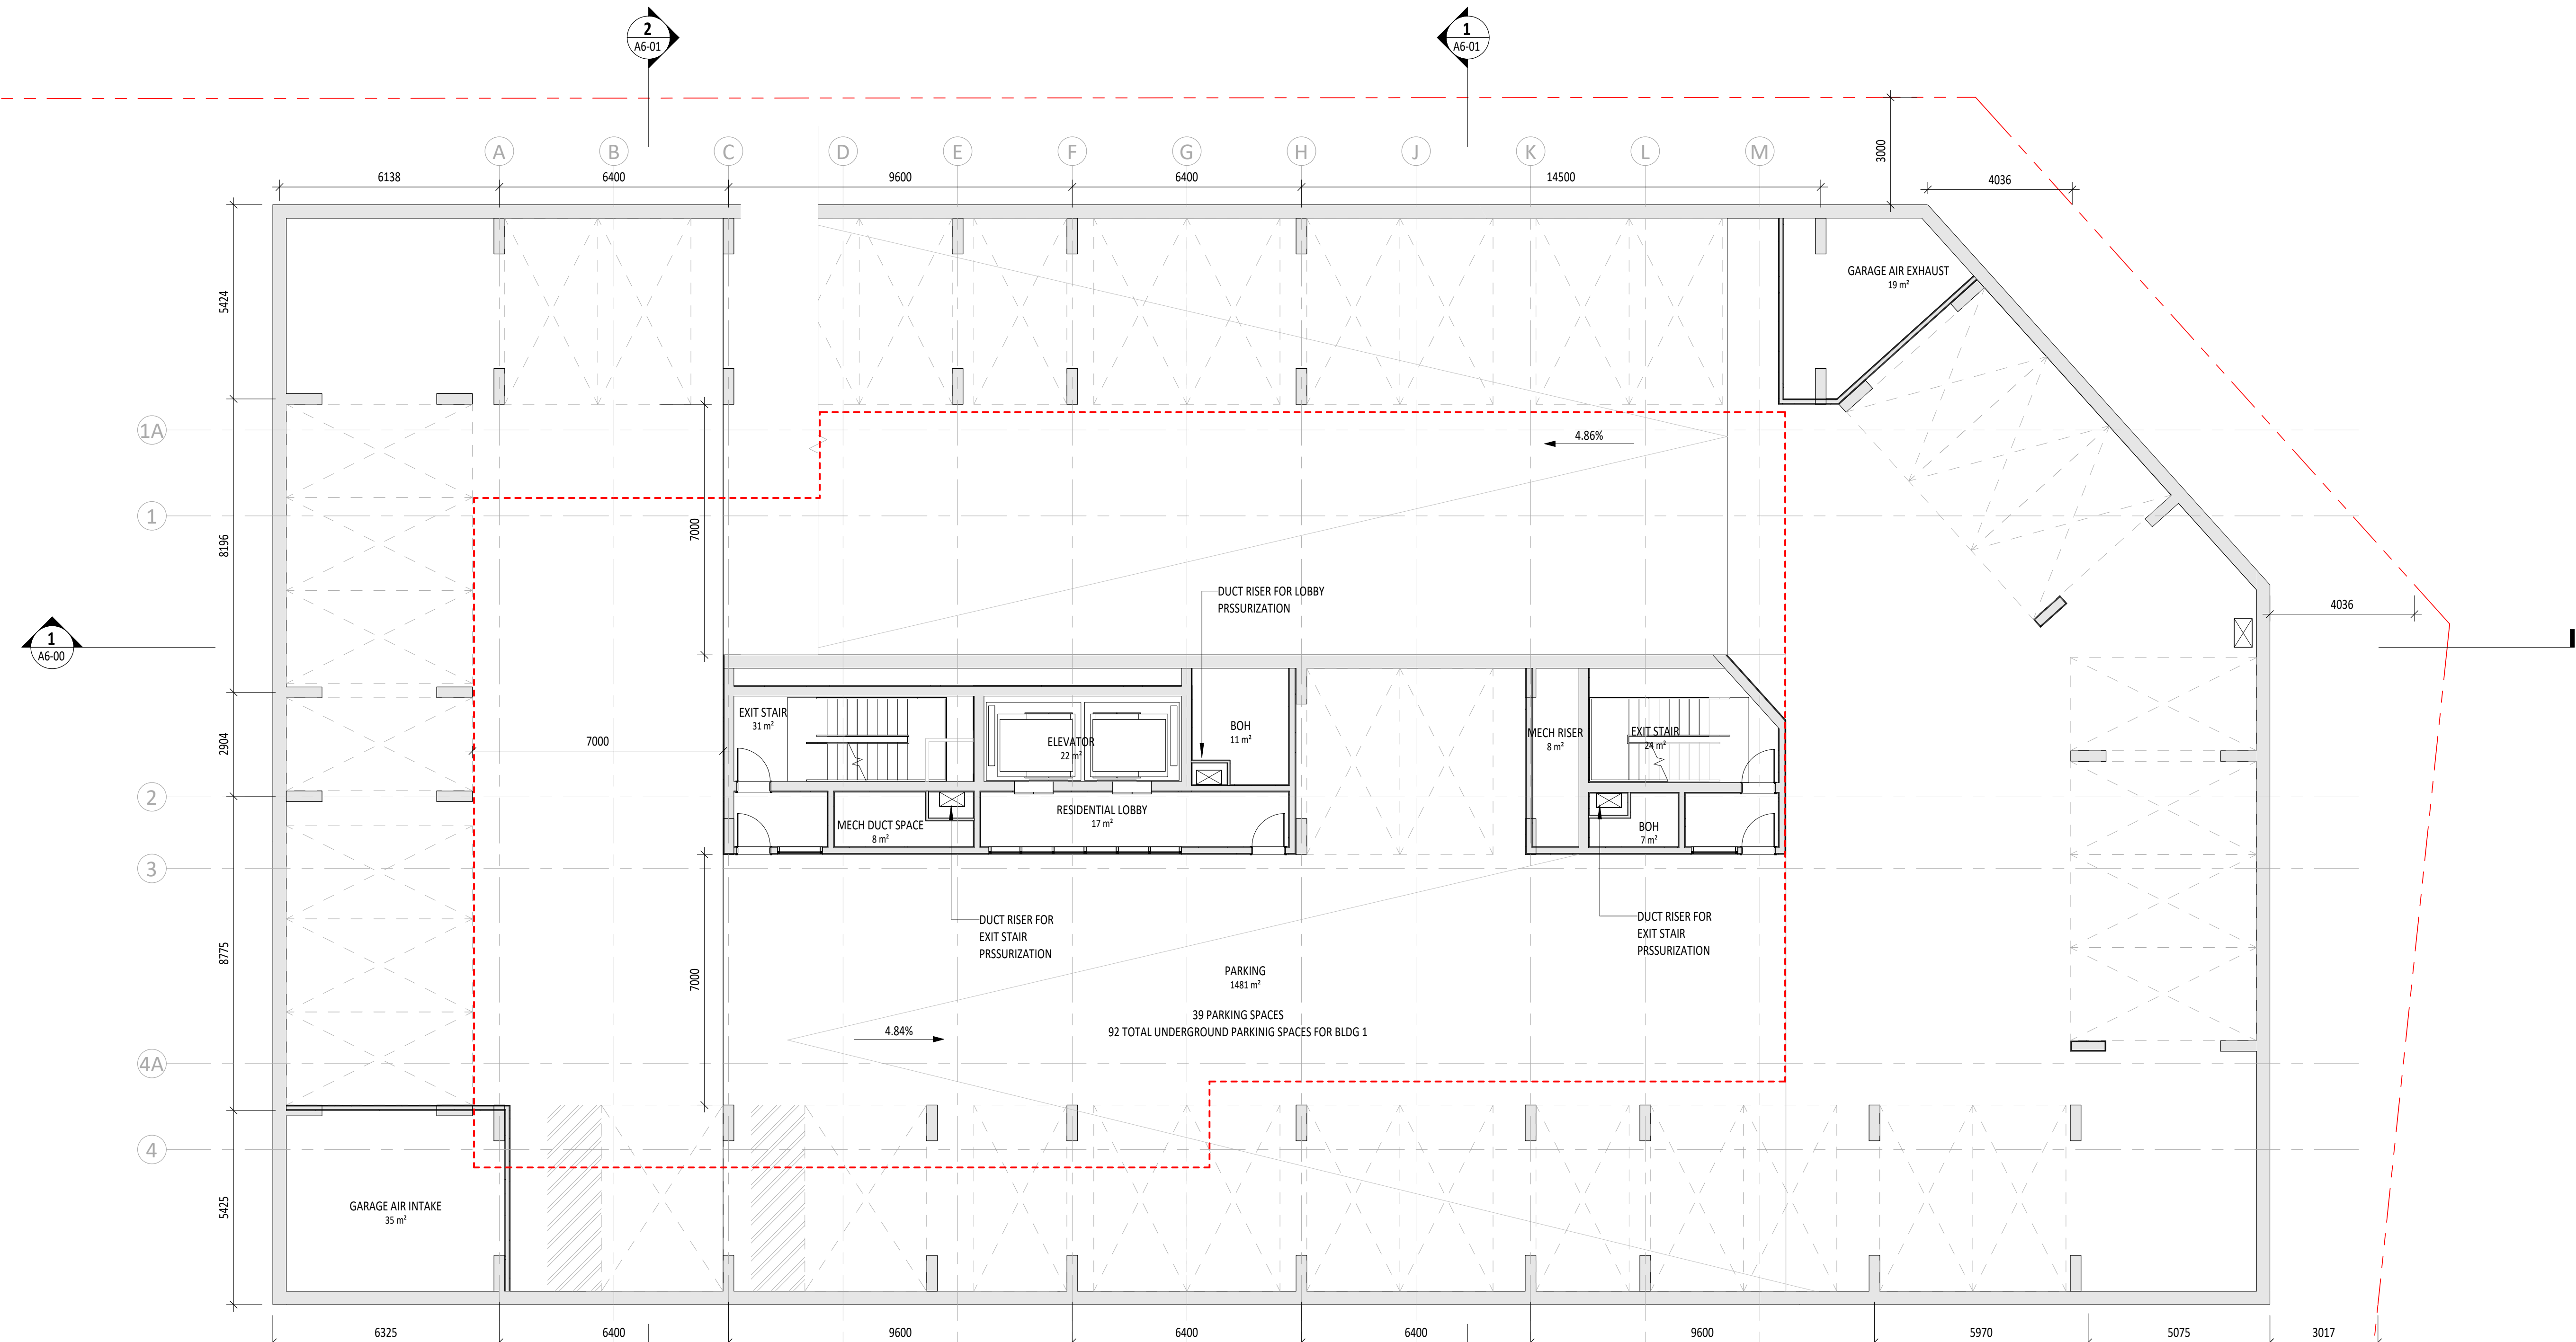 2
A6-01
1
A6-01
A
B
C
D
E
F
G
H
J
K
L
M
3000
6138
6400
9600
6400
14500
4036
GARAGE AIR EXHAUST
19 m²
5424
1A
4.86%
1
7000
8196
DUCT RISER FOR LOBBY
PRSSURIZATION
4036
1
A6-00
EXIT STAIR
31 m²
ELEVATOR
22 m²
BOH
11 m²
MECH RISER
8 m²
EXIT STAIR
24 m²
2904
7000
2
MECH DUCT SPACE
8 m²
RESIDENTIAL LOBBY
17 m²
BOH
7 m²
3
DUCT RISER FOR
EXIT STAIR
PRSSURIZATION
DUCT RISER FOR
EXIT STAIR
PRSSURIZATION
8775
7000
PARKING
1481 m²
39 PARKING SPACES
92 TOTAL UNDERGROUND PARKINIG SPACES FOR BLDG 1
4.84%
4A
4
GARAGE AIR INTAKE
35 m²
5425
6325
6400
9600
6400
6400
9600
5970
5075
3017